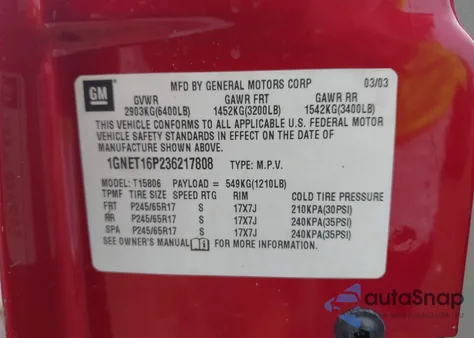 GM
MFD BY GENERAL MOTORS CORP 03/03
GVWR GAWR FRT GAWR RR
2903KG(6400LB) 1452KG(3200LB) 1542KG(3400LB)
THIS VEHICLE CONFORMS TO ALL APPLICABLE U.S. FEDERAL MOTOR
VEHICLE SAFETY STANDARDS IN EFFECT ON THE DATE OF
MANUFACTURE SHOWN ABOVE.
1GNET16P236217808 TYPE: M.P.V.
MODEL: T15806 PAYLOAD = 549KG(1210LB)
TPMF TIRE SIZE SPEED RTG RIM COLD TIRE PRESSURE
FRT P245/65R17 S 17X7J 210KPA(30PSI)
RR P245/65R17 S 17X7J 240KPA(35PSI)
SPA P245/65R17 S 17X7J 240KPA(35PSI)
SEE OWNER'S MANUAL FOR MORE INFORMATION.
autoSnap